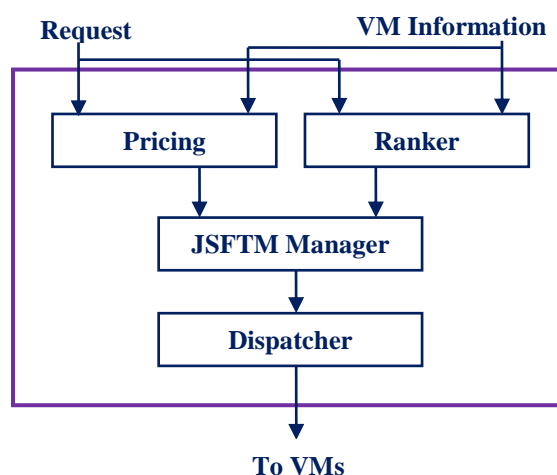 Request
VM Information
Pricing
Ranker
JSFTM Manager
Dispatcher
To VMs